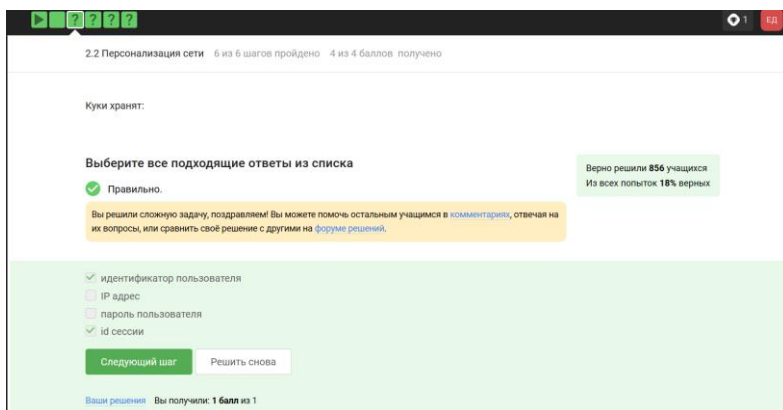 ? ? ? ?
1
ЕД
2.2 Персонализация сети 6 из 6 шагов пройдено 4 из 4 баллов получено
Куки хранят:
Выберите все подходящие ответы из списка
Верно решили 856 учащихся
Из всех попыток 18% верных
Правильно.
Вы решили сложную задачу, поздравляем! Вы можете помочь остальным учащимся в комментариях, отвечая на
их вопросы, или сравнить своё решение с другими на форуме решений.
идентификатор пользователя
IP адрес
пароль пользователя
id сессии
Следующий шаг Решить снова
Ваши решения Вы получили: 1 балл из 1